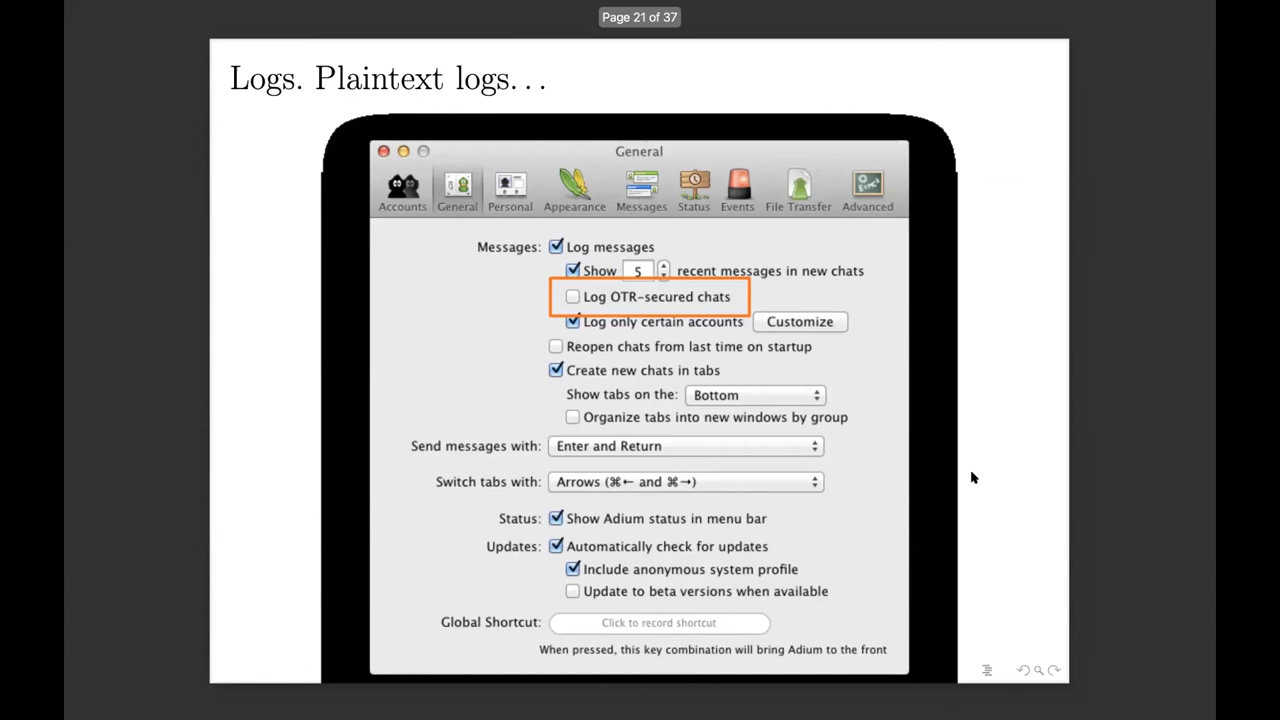 Page 21 of 37
Logs. Plaintext logs...
General
Accounts General Personal Appearance Messages Status Events File Transfer Advanced
Messages: Log messages
Show 5 recent messages in new chats
Log OTR-secured chats
Log only certain accounts Customize
Reopen chats from last time on startup
Create new chats in tabs
Show tabs on the: Bottom
Organize tabs into new windows by group
Send messages with: Enter and Return
Switch tabs with: Arrows (⌘← and ⌘→)
Status: Show Adium status in menu bar
Updates: Automatically check for updates
Include anonymous system profile
Update to beta versions when available
Global Shortcut: Click to record shortcut
When pressed, this key combination will bring Adium to the front